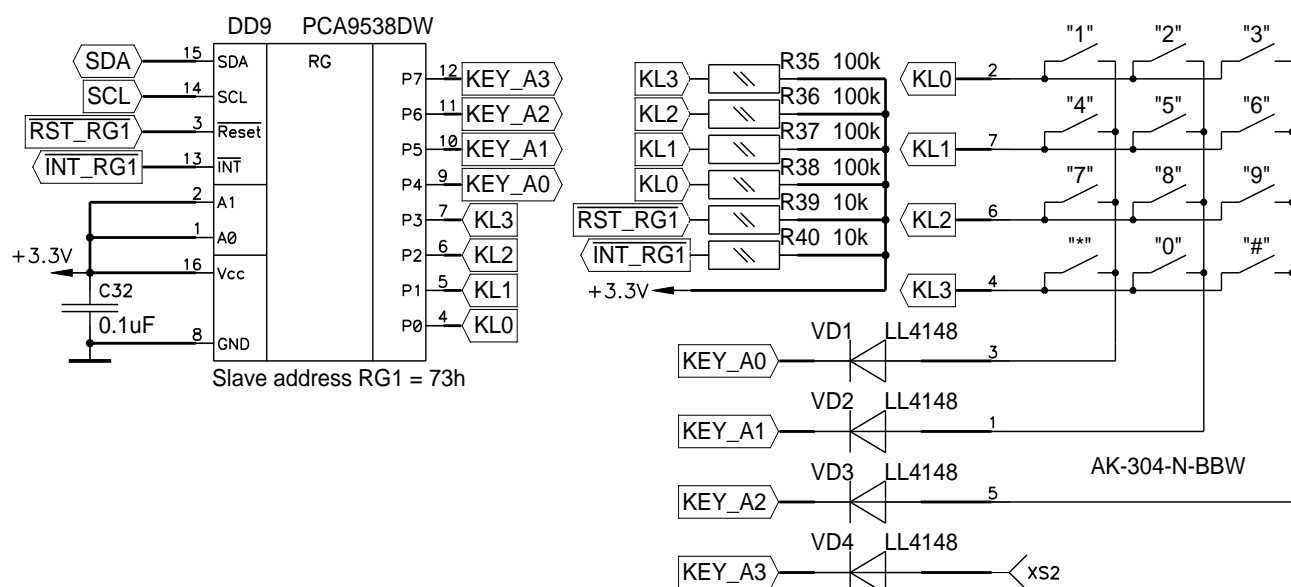 DD9 PCA9538DW
SDA 15 SDA RG
SCL 14 SCL P7 12 KEY_A3
RST_RG1 3 Reset P6 11 KEY_A2
INT_RG1 13 INT P5 10 KEY_A1
P4 9 KEY_A0
2 A1 P3 7 KL3
1 A0 P2 6 KL2
+3.3V 16 Vcc P1 5 KL1
C32 P0 4 KL0
0.1uF 8 GND
Slave address RG1 = 73h
KL3 R35 100k
KL2 R36 100k
KL1 R37 100k
KL0 R38 100k
RST_RG1 R39 10k
INT_RG1 R40 10k
+3.3V
"1" "2" "3"
KL0 2
"4" "5" "6"
KL1 7
"7" "8" "9"
KL2 6
"*" "0" "#"
KL3 4
VD1 LL4148
KEY_A0 3
VD2 LL4148
KEY_A1 1
AK-304-N-BBW
VD3 LL4148
KEY_A2 5
VD4 LL4148
KEY_A3 XS2